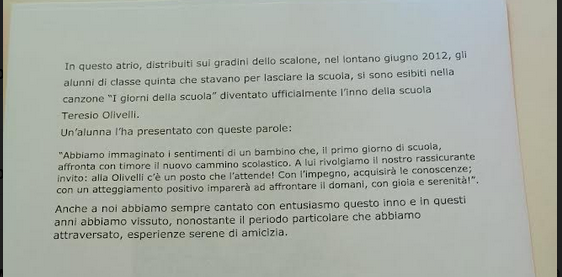 In questo atrio, distribuiti sui gradini dello scalone, nel lontano giugno 2012, gli
alunni di classe quinta che stavano per lasciare la scuola, si sono esibiti nella
canzone “I giorni della scuola” diventato ufficialmente l’inno della scuola
Teresio Olivelli.
Un’alunna l’ha presentato con queste parole:
“Abbiamo immaginato i sentimenti di un bambino che, il primo giorno di scuola,
affronta con timore il nuovo cammino scolastico. A lui rivolgiamo il nostro rassicurante
invito: alla Olivelli c’è un posto che l’attende! Con l’impegno, acquisirà le conoscenze;
con un atteggiamento positivo imparerà ad affrontare il domani, con gioia e serenità!”.
Anche a noi abbiamo sempre cantato con entusiasmo questo inno e in questi
anni abbiamo vissuto, nonostante il periodo particolare che abbiamo
attraversato, esperienze serene di amicizia.